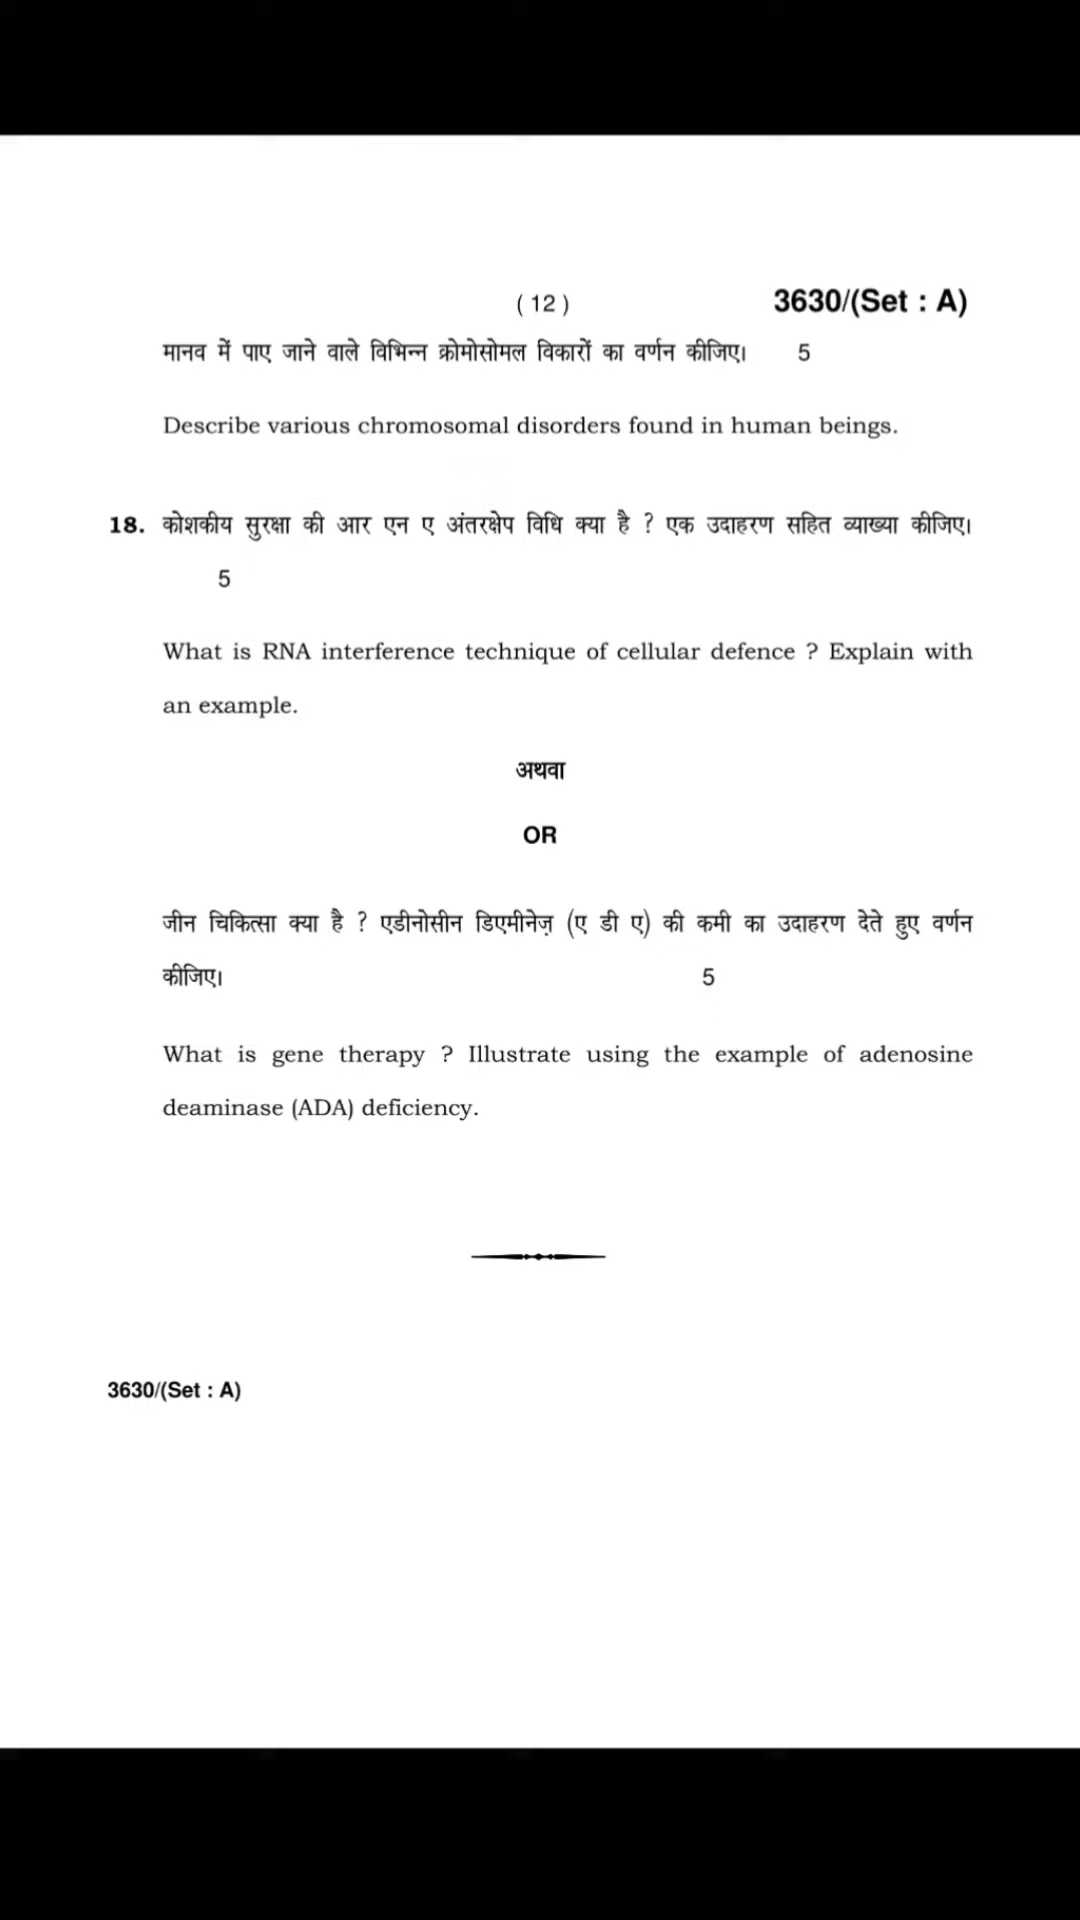 ( 12 ) 3630/(Set : A)
मानव में पाए जाने वाले विभिन्न क्रोमोसोमल विकारों का वर्णन कीजिए। 5
Describe various chromosomal disorders found in human beings.
18. कोशकीय सुरक्षा की आर एन ए अंतरक्षेप विधि क्या है ? एक उदाहरण सहित व्याख्या कीजिए।
5
What is RNA interference technique of cellular defence ? Explain with
an example.
अथवा
OR
जीन चिकित्सा क्या है ? एडीनोसीन डिएमीनेज़ (ए डी ए) की कमी का उदाहरण देते हुए वर्णन
कीजिए। 5
What is gene therapy ? Illustrate using the example of adenosine
deaminase (ADA) deficiency.
3630/(Set : A)